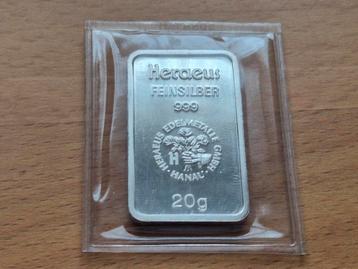 Heraeus
FEINSILBER
999
HERAEUS EDELMETALLE GMBH
H
· HANAU ·
20g